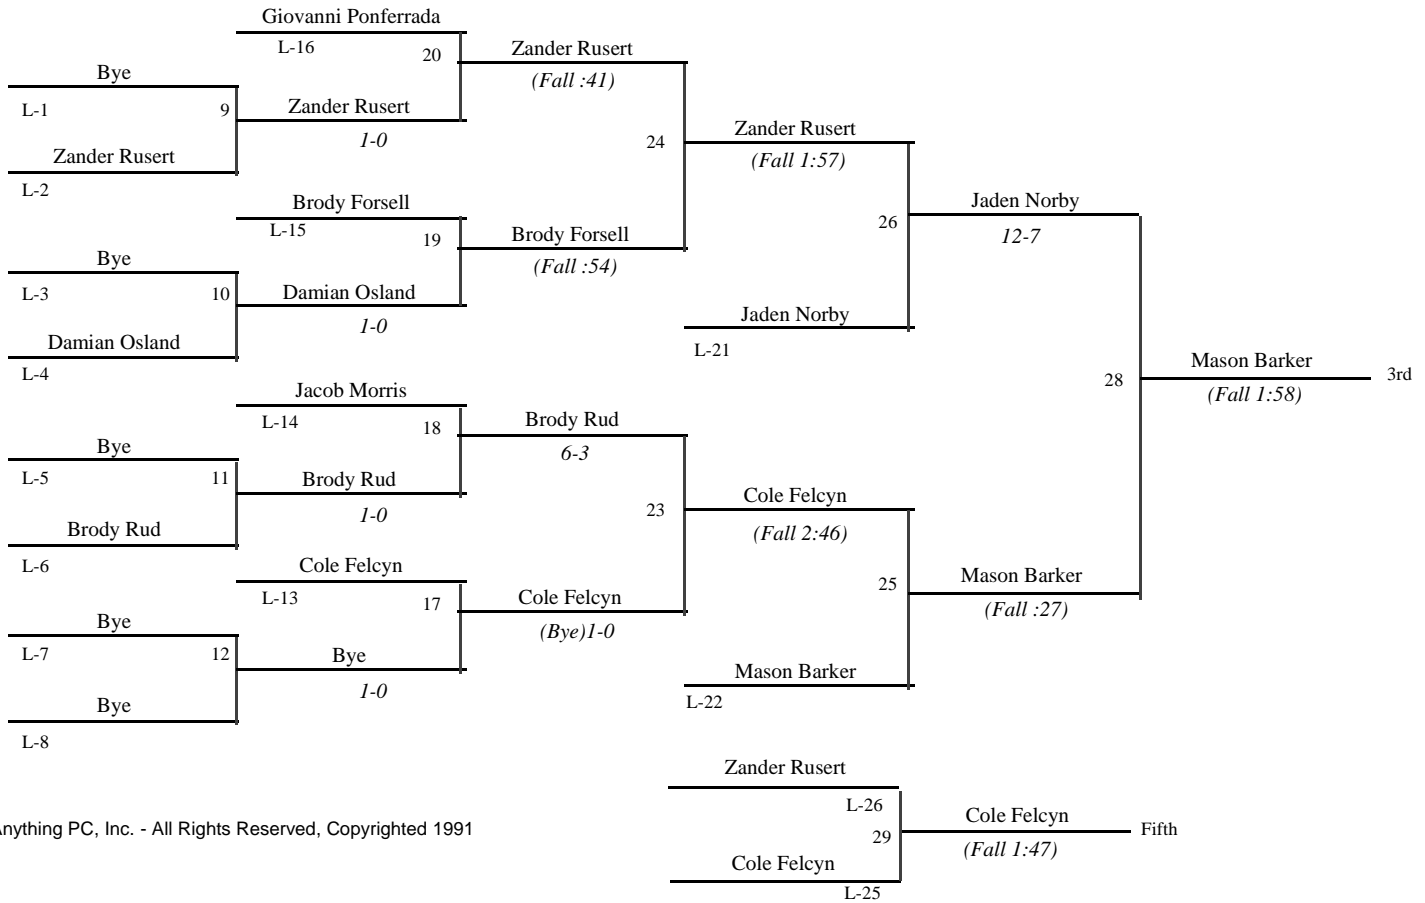 Giovanni Ponferrada
L-16
20
Zander Rusert
(Fall :41)
Bye
L-1
9
Zander Rusert
1-0
Zander Rusert
L-2
24
Zander Rusert
(Fall 1:57)
Brody Forsell
L-15
19
Brody Forsell
(Fall :54)
Bye
L-3
10
Damian Osland
1-0
Damian Osland
L-4
26
Jaden Norby
12-7
Jaden Norby
L-21
Jacob Morris
L-14
18
Brody Rud
6-3
Bye
L-5
11
Brody Rud
1-0
Brody Rud
L-6
23
Cole Felcyn
(Fall 2:46)
Cole Felcyn
L-13
17
Cole Felcyn
(Bye)1-0
Bye
L-7
12
Bye
1-0
Bye
L-8
25
Mason Barker
(Fall :27)
Mason Barker
L-22
28
Mason Barker
(Fall 1:58)
3rd
Zander Rusert
L-26
29
Cole Felcyn
(Fall 1:47)
Fifth
Cole Felcyn
L-25
nything PC, Inc. - All Rights Reserved, Copyrighted 1991